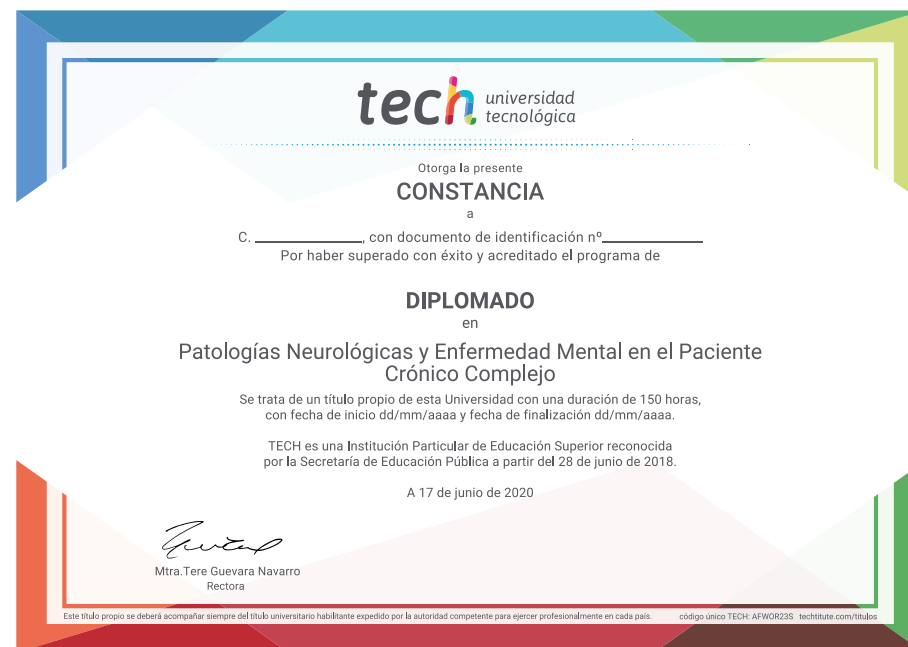 tech universidad
tecnológica
Otorga la presente
CONSTANCIA
a
C. ____________, con documento de identificación nº____________
Por haber superado con éxito y acreditado el programa de
DIPLOMADO
en
Patologías Neurológicas y Enfermedad Mental en el Paciente
Crónico Complejo
Se trata de un título propio de esta Universidad con una duración de 150 horas,
con fecha de inicio dd/mm/aaaa y fecha de finalización dd/mm/aaaa.
TECH es una Institución Particular de Educación Superior reconocida
por la Secretaría de Educación Pública a partir del 28 de junio de 2018.
A 17 de junio de 2020
Mtra.Tere Guevara Navarro
Rectora
Este título propio se deberá acompañar siempre del título universitario habilitante expedido por la autoridad competente para ejercer profesionalmente en cada país. código único TECH: AFWOR23S techtitute.com/titulos